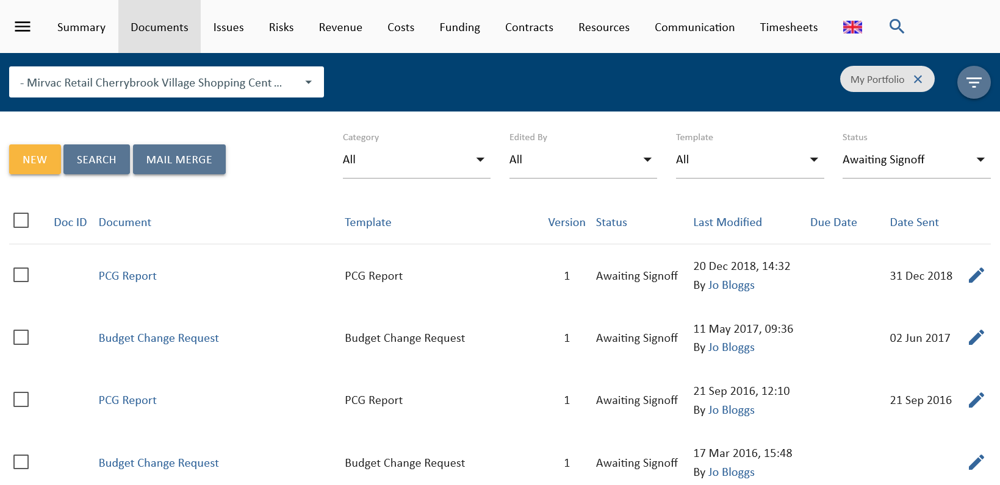 Summary Documents Issues Risks Revenue Costs Funding Contracts Resources Communication Timesheets
- Mirvac Retail Cherrybrook Village Shopping Cent ...
My Portfolio
Category Edited By Template Status
NEW SEARCH MAIL MERGE All All All Awaiting Signoff
Doc ID Document Template Version Status Last Modified Due Date Date Sent
PCG Report PCG Report 1 Awaiting Signoff 20 Dec 2018, 14:32 31 Dec 2018
By Jo Bloggs
Budget Change Request Budget Change Request 1 Awaiting Signoff 11 May 2017, 09:36 02 Jun 2017
By Jo Bloggs
PCG Report PCG Report 1 Awaiting Signoff 21 Sep 2016, 12:10 21 Sep 2016
By Jo Bloggs
Budget Change Request Budget Change Request 1 Awaiting Signoff 17 Mar 2016, 15:48
By Jo Bloggs